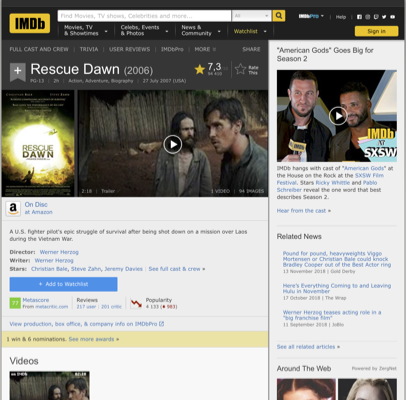 IMDb
Find Movies, TV shows, Celebrities and more...
All
IMDbPro
Help
Movies, TV
& Showtimes
Celebs, Events
& Photos
News &
Community
Watchlist
Sign in
FULL CAST AND CREW | TRIVIA | USER REVIEWS | IMDbPro | MORE
SHARE
Rescue Dawn (2006)
PG-13 | 2h | Action, Adventure, Biography | 27 July 2007 (USA)
7,3
Rate
This
RESCUE
DAWN
2:18 | Trailer
1 VIDEO | 94 IMAGES
a
On Disc
at Amazon
A U.S. fighter pilot's epic struggle of survival after being shot down on a mission over Laos
during the Vietnam War.
Director: Werner Herzog
Writer: Werner Herzog
Stars: Christian Bale, Steve Zahn, Jeremy Davies | See full cast & crew »
+ Add to Watchlist
77
Metascore
From metacritic.com
Reviews
217 user | 201 critic
Popularity
4 133 (983)
View production, box office, & company info on IMDbPro
1 win & 6 nominations. See more awards »
Videos
"American Gods" Goes Big for
Season 2
IMDb
SXSW
IMDb hangs with cast of "American Gods" at
the House on the Rock at the SXSW Film
Festival. Stars Ricky Whittle and Pablo
Schreiber reveal the one word that best
describes Season 2.
Hear from the cast »
Related News
Pound for pound, heavyweights Viggo
Mortensen or Christian Bale could knock
Bradley Cooper out of the Best Actor ring
13 November 2018 | Gold Derby
Here's Everything Coming to and Leaving
Hulu in November
17 October 2018 | The Wrap
Werner Herzog teases acting role in a
"big franchise film"
11 September 2018 | JoBlo
See all related articles »
Around The Web
Powered by ZergNet